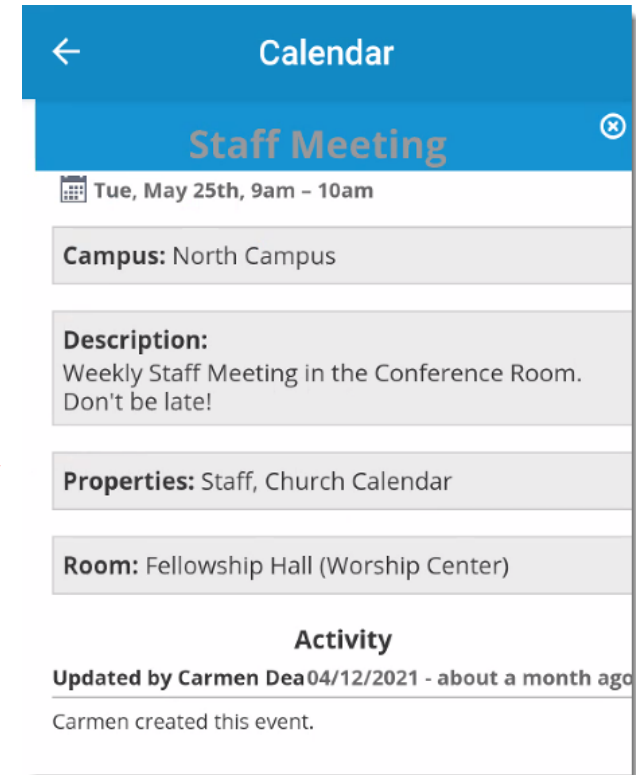 Calendar
Staff Meeting
Tue, May 25th, 9am – 10am
Campus: North Campus
Description:
Weekly Staff Meeting in the Conference Room.
Don't be late!
Properties: Staff, Church Calendar
Room: Fellowship Hall (Worship Center)
Activity
Updated by Carmen Dea 04/12/2021 - about a month ago
Carmen created this event.